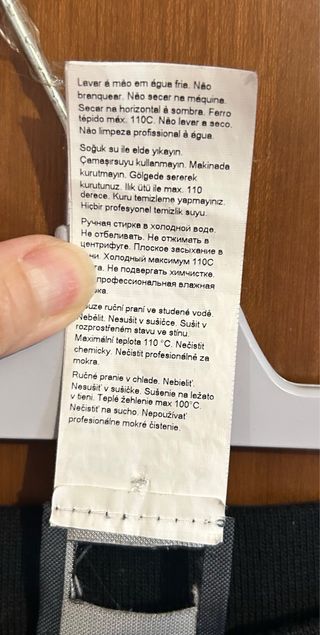 Lavar à mão em água fria. Não
branquear. Não secar na máquina.
Secar na horizontal à sombra. Ferro
tépido máx. 110C. Não lavar a seco.
Não limpeza profissional à água.
Soğuk su ile elde yikayin.
Çamaşırsuyu kullanmayın. Makinada
kurutmayın. Gölgede sererek
kurutunuz. Ilık ütü ile max. 110
derece. Kuru temizleme yapmayınız.
Hiçbir profesyonel temizlik suyu.
Ручная стирка в холодной воде.
Не отбеливать. Не отжимать в
центрифуге. Плоское засыхание в
Холодный максимум 110С
Не подвергать химчистке.
профессиональная влажная
ruční praní ve studené vodě.
Nebělit. Nesušit v sušičce. Sušit v
rozprostřeném stavu ve stínu.
Maximální teplota 110 °C. Nečistit
chemicky. Nečistit profesionálně za
mokra.
Ručné pranie v chlade. Nebieliť.
Nesušiť v sušičke. Sušenie na ležato
v tieni. Teplé žehlenie max 100°C.
Nečistiť na sucho. Nepoužívať
profesionálne mokré čistenie.